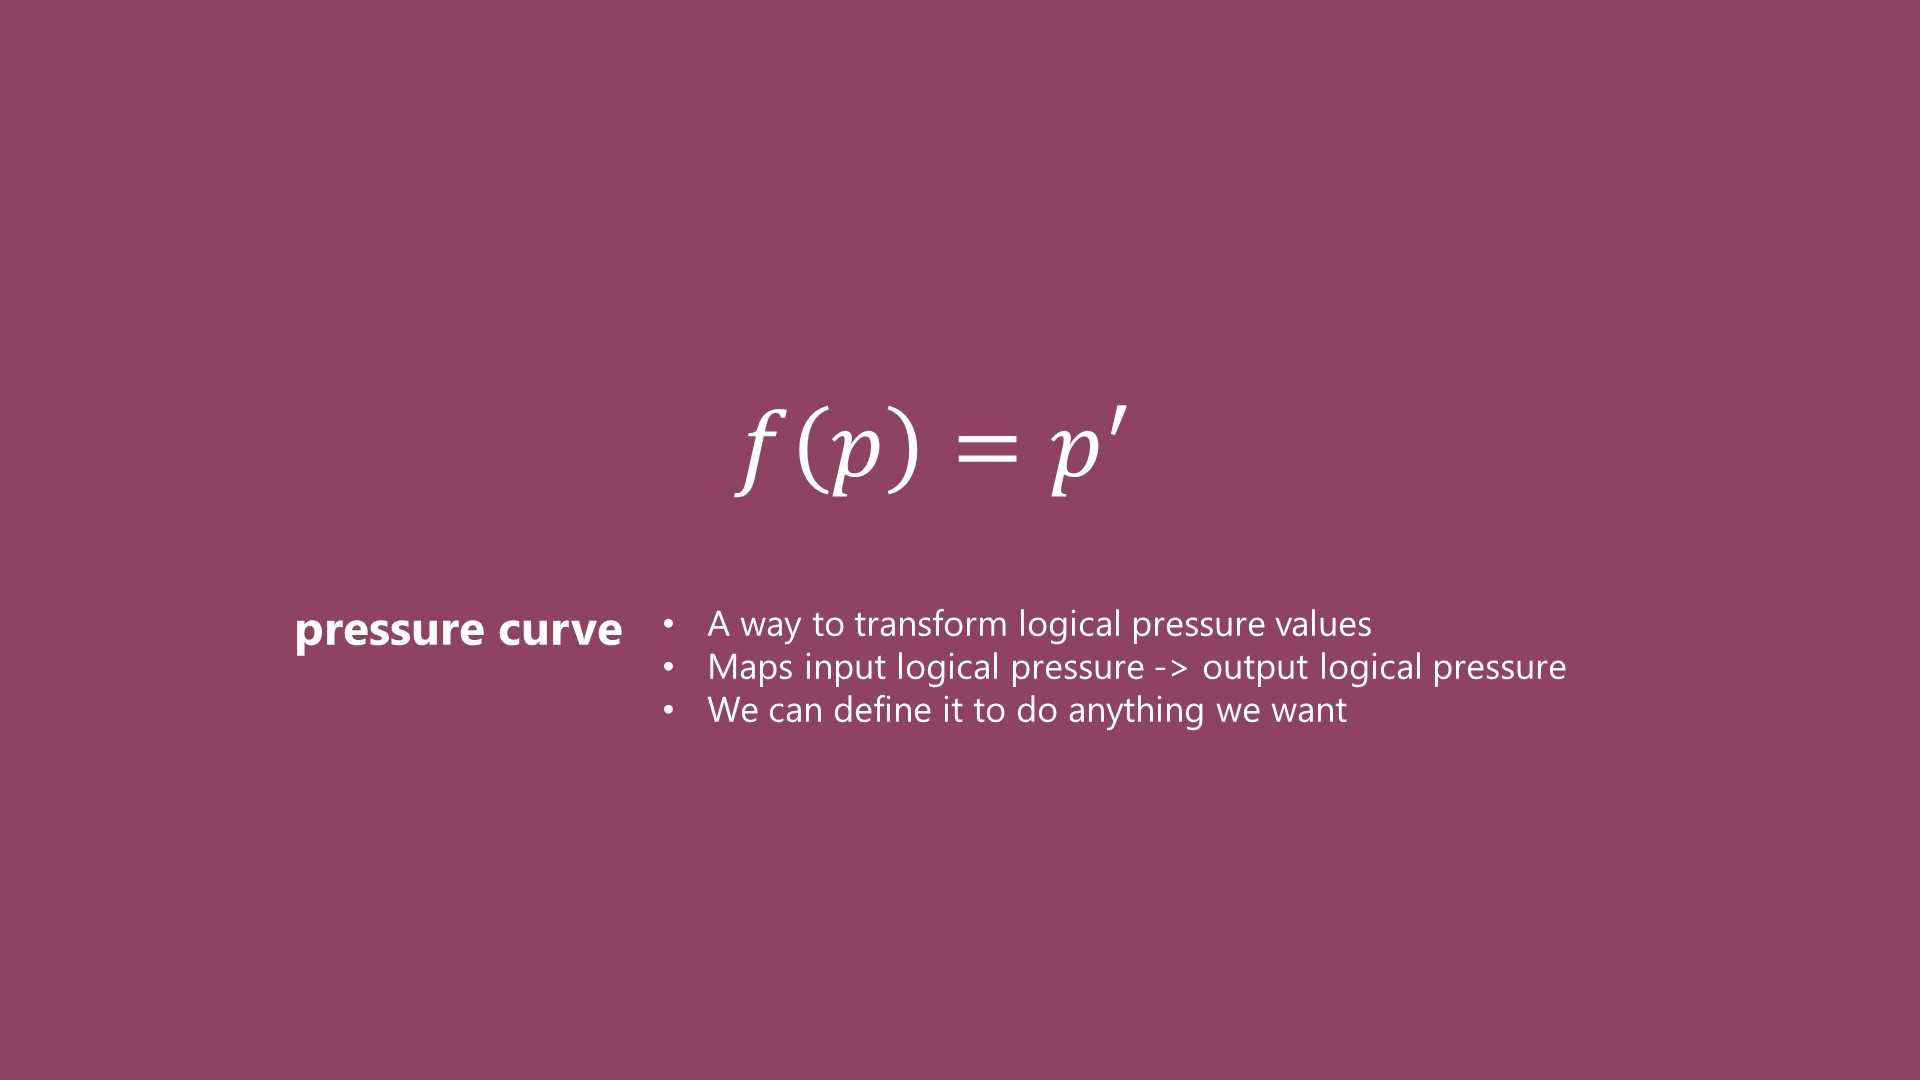 f(p) = p′
pressure curve
• A way to transform logical pressure values
• Maps input logical pressure -> output logical pressure
• We can define it to do anything we want